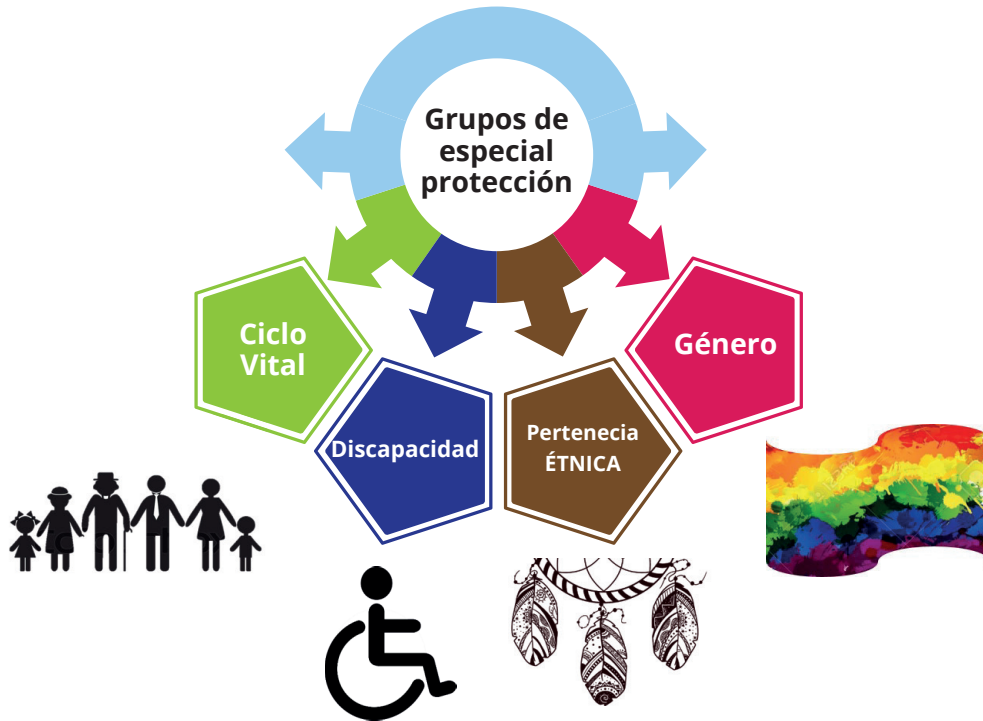 Grupos de
especial
protección
Ciclo
Vital
Discapacidad
Pertenecia
ÉTNICA
Género